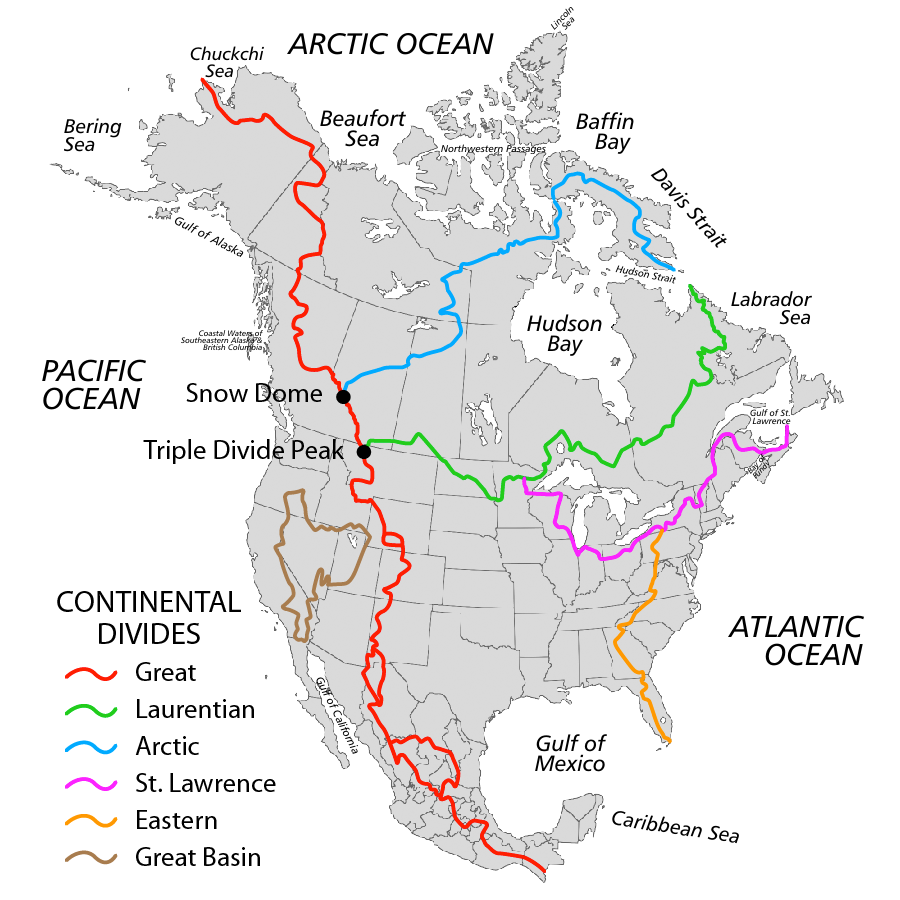 Lincoln
Sea
ARCTIC OCEAN
Chuckchi
Sea
Beaufort
Sea
Baffin
Bay
Bering
Sea
Northwestern Passages
Davis Strait
Gulf of Alaska
Hudson Strait
Labrador
Sea
Hudson
Bay
Coastal Waters of
Southeastern Alaska &
British Columbia
PACIFIC
OCEAN
Snow Dome
Gulf of St.
Lawrence
Triple Divide Peak
Bay of
Fundy
CONTINENTAL
DIVIDES
Great
Laurentian
Arctic
St. Lawrence
Eastern
Great Basin
ATLANTIC
OCEAN
Gulf of California
Gulf of
Mexico
Caribbean Sea